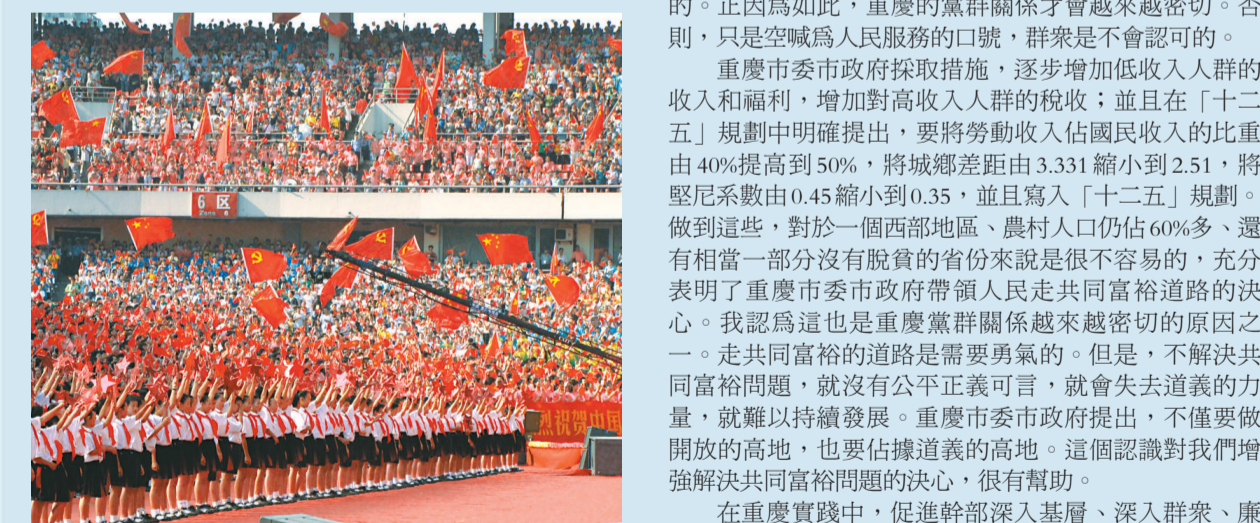 6 区
Zone 6
烈祝賀中国
的。正因爲如此，重慶的黨群關係才會越來越密切。否
則，只是空喊爲人民服務的口號，群衆是不會認可的。
重慶市委市政府採取措施，逐步增加低收入人群的
收入和福利，增加對高收入人群的稅收；並且在「十二
五」規劃中明確提出，要將勞動收入佔國民收入的比重
由40%提高到50%，將城鄉差距由3.331縮小到2.51，將
堅尼系數由0.45縮小到0.35，並且寫入「十二五」規劃。
做到這些，對於一個西部地區、農村人口仍佔60%多、還
有相當一部分沒有脫貧的省份來說是很不容易的，充分
表明了重慶市委市政府帶領人民走共同富裕道路的決
心。我認爲這也是重慶黨群關係越來越密切的原因之
一。走共同富裕的道路是需要勇氣的。但是，不解決共
同富裕問題，就沒有公平正義可言，就會失去道義的力
量，就難以持續發展。重慶市委市政府提出，不僅要做
開放的高地，也要佔據道義的高地。這個認識對我們增
強解決共同富裕問題的決心，很有幫助。
在重慶實踐中，促進幹部深入基層、深入群衆、廉